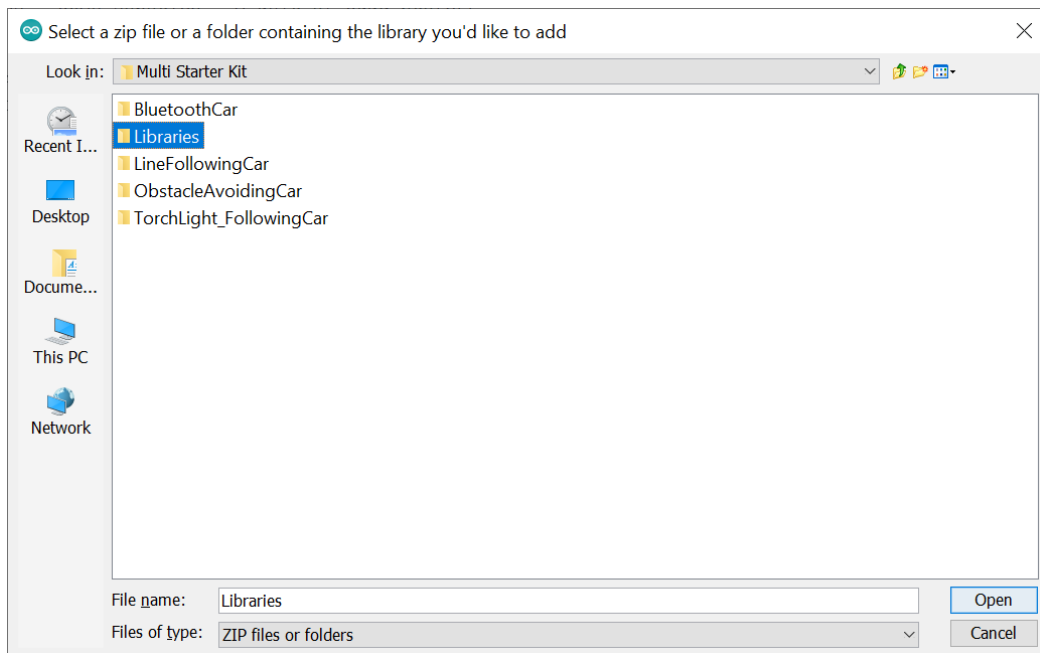 Select a zip file or a folder containing the library you'd like to add
Look in: Multi Starter Kit
BluetoothCar
Libraries
LineFollowingCar
ObstacleAvoidingCar
TorchLight_FollowingCar
Recent I...
Desktop
Docume...
This PC
Network
File name: Libraries Open
Files of type: ZIP files or folders Cancel